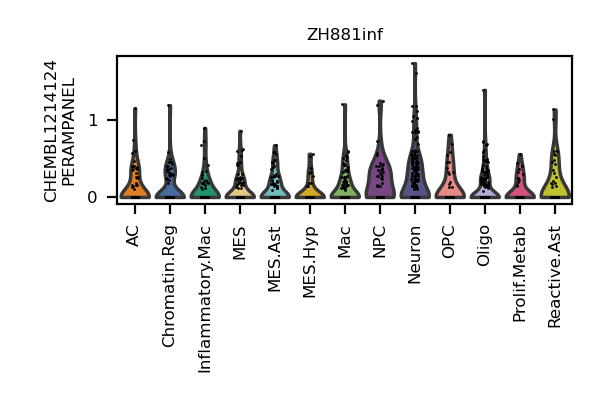 ZH881inf
CHEMBL1214124
PERAMPANEL
1
0
AC
Chromatin.Reg
Inflammatory.Mac
MES
MES.Ast
MES.Hyp
Mac
NPC
Neuron
OPC
Oligo
Prolif.Metab
Reactive.Ast